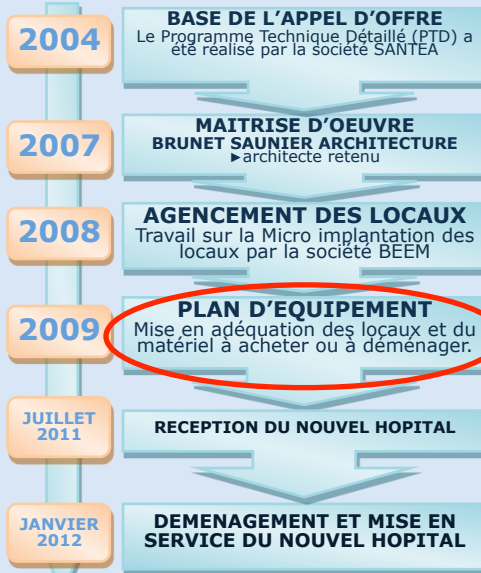 2004
BASE DE L'APPEL D'OFFRE
Le Programme Technique Détaillé (PTD) a
été réalisé par la société SANTEA
2007
MAITRISE D'OEUVRE
BRUNET SAUNIER ARCHITECTURE
►architecte retenu
2008
AGENCEMENT DES LOCAUX
Travail sur la Micro implantation des
locaux par la société BEEM
2009
PLAN D'EQUIPEMENT
Mise en adéquation des locaux et du
matériel à acheter ou à déménager.
JUILLET
2011
RECEPTION DU NOUVEL HOPITAL
JANVIER
2012
DEMENAGEMENT ET MISE EN
SERVICE DU NOUVEL HOPITAL